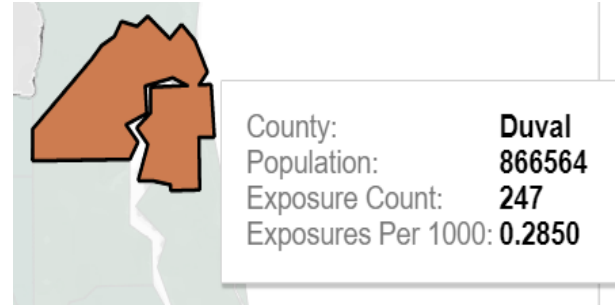 County: Duval
Population: 866564
Exposure Count: 247
Exposures Per 1000: 0.2850